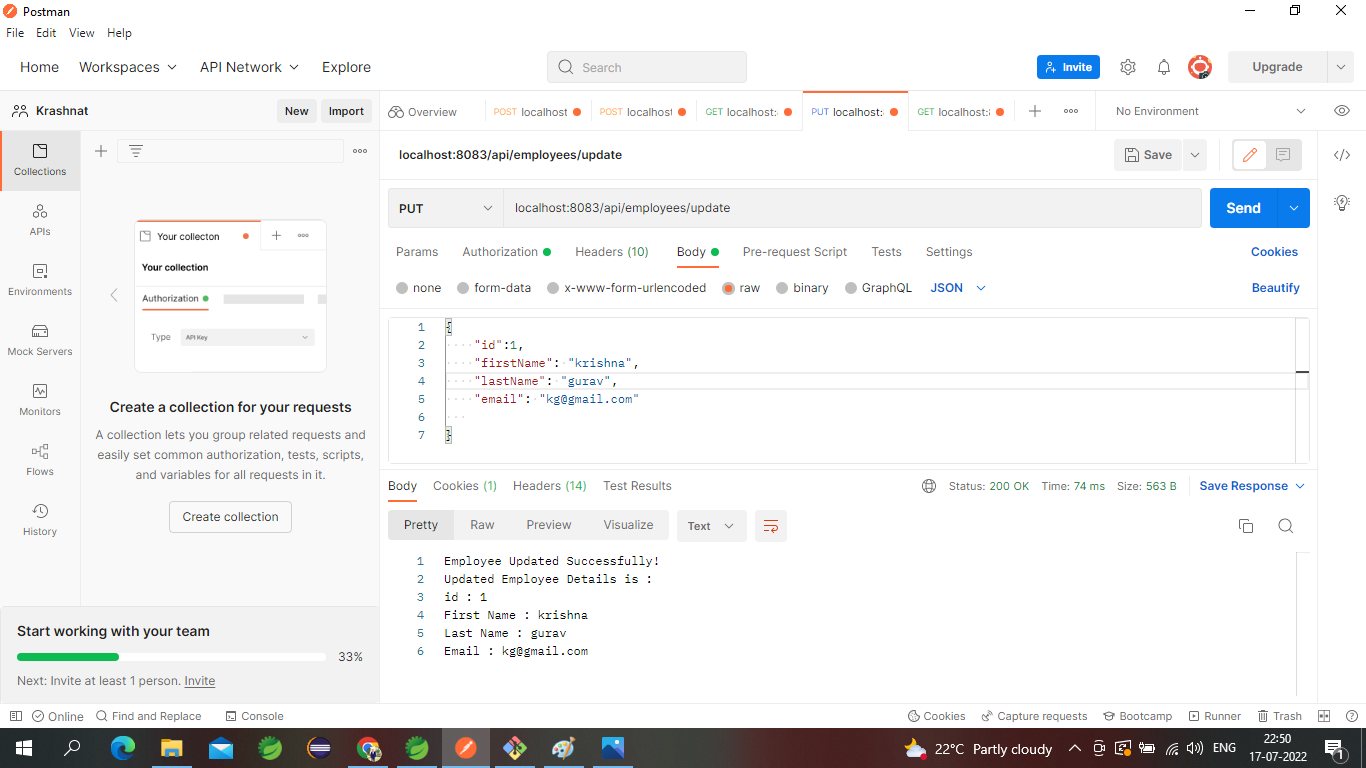 Postman
File Edit View Help
Home Workspaces API Network Explore
Search
Invite
Upgrade
Krashnat
New Import
Overview
POST localhost
POST localhost
GET localhost:
PUT localhost:
GET localhost:
No Environment
Collections
APIs
Environments
Mock Servers
Monitors
Flows
History
Your collecton
Your collection
Authorization
Type API Key
Create a collection for your requests
A collection lets you group related requests and
easily set common authorization, tests, scripts,
and variables for all requests in it.
Create collection
Start working with your team
33%
Next: Invite at least 1 person. Invite
localhost:8083/api/employees/update
Save
PUT localhost:8083/api/employees/update
Send
Params Authorization Headers (10) Body Pre-request Script Tests Settings
Cookies
none form-data x-www-form-urlencoded raw binary GraphQL JSON
Beautify
1 {
2 "id":1,
3 "firstName": "krishna",
4 "lastName": "gurav",
5 "email": "kg@gmail.com"
6
7 }
Body Cookies (1) Headers (14) Test Results
Status: 200 OK Time: 74 ms Size: 563 B
Save Response
Pretty Raw Preview Visualize Text
1 Employee Updated Successfully!
2 Updated Employee Details is :
3 id : 1
4 First Name : krishna
5 Last Name : gurav
6 Email : kg@gmail.com
Online Find and Replace Console
Cookies Capture requests Bootcamp Runner Trash
22°C Partly cloudy
ENG
22:50
17-07-2022
1